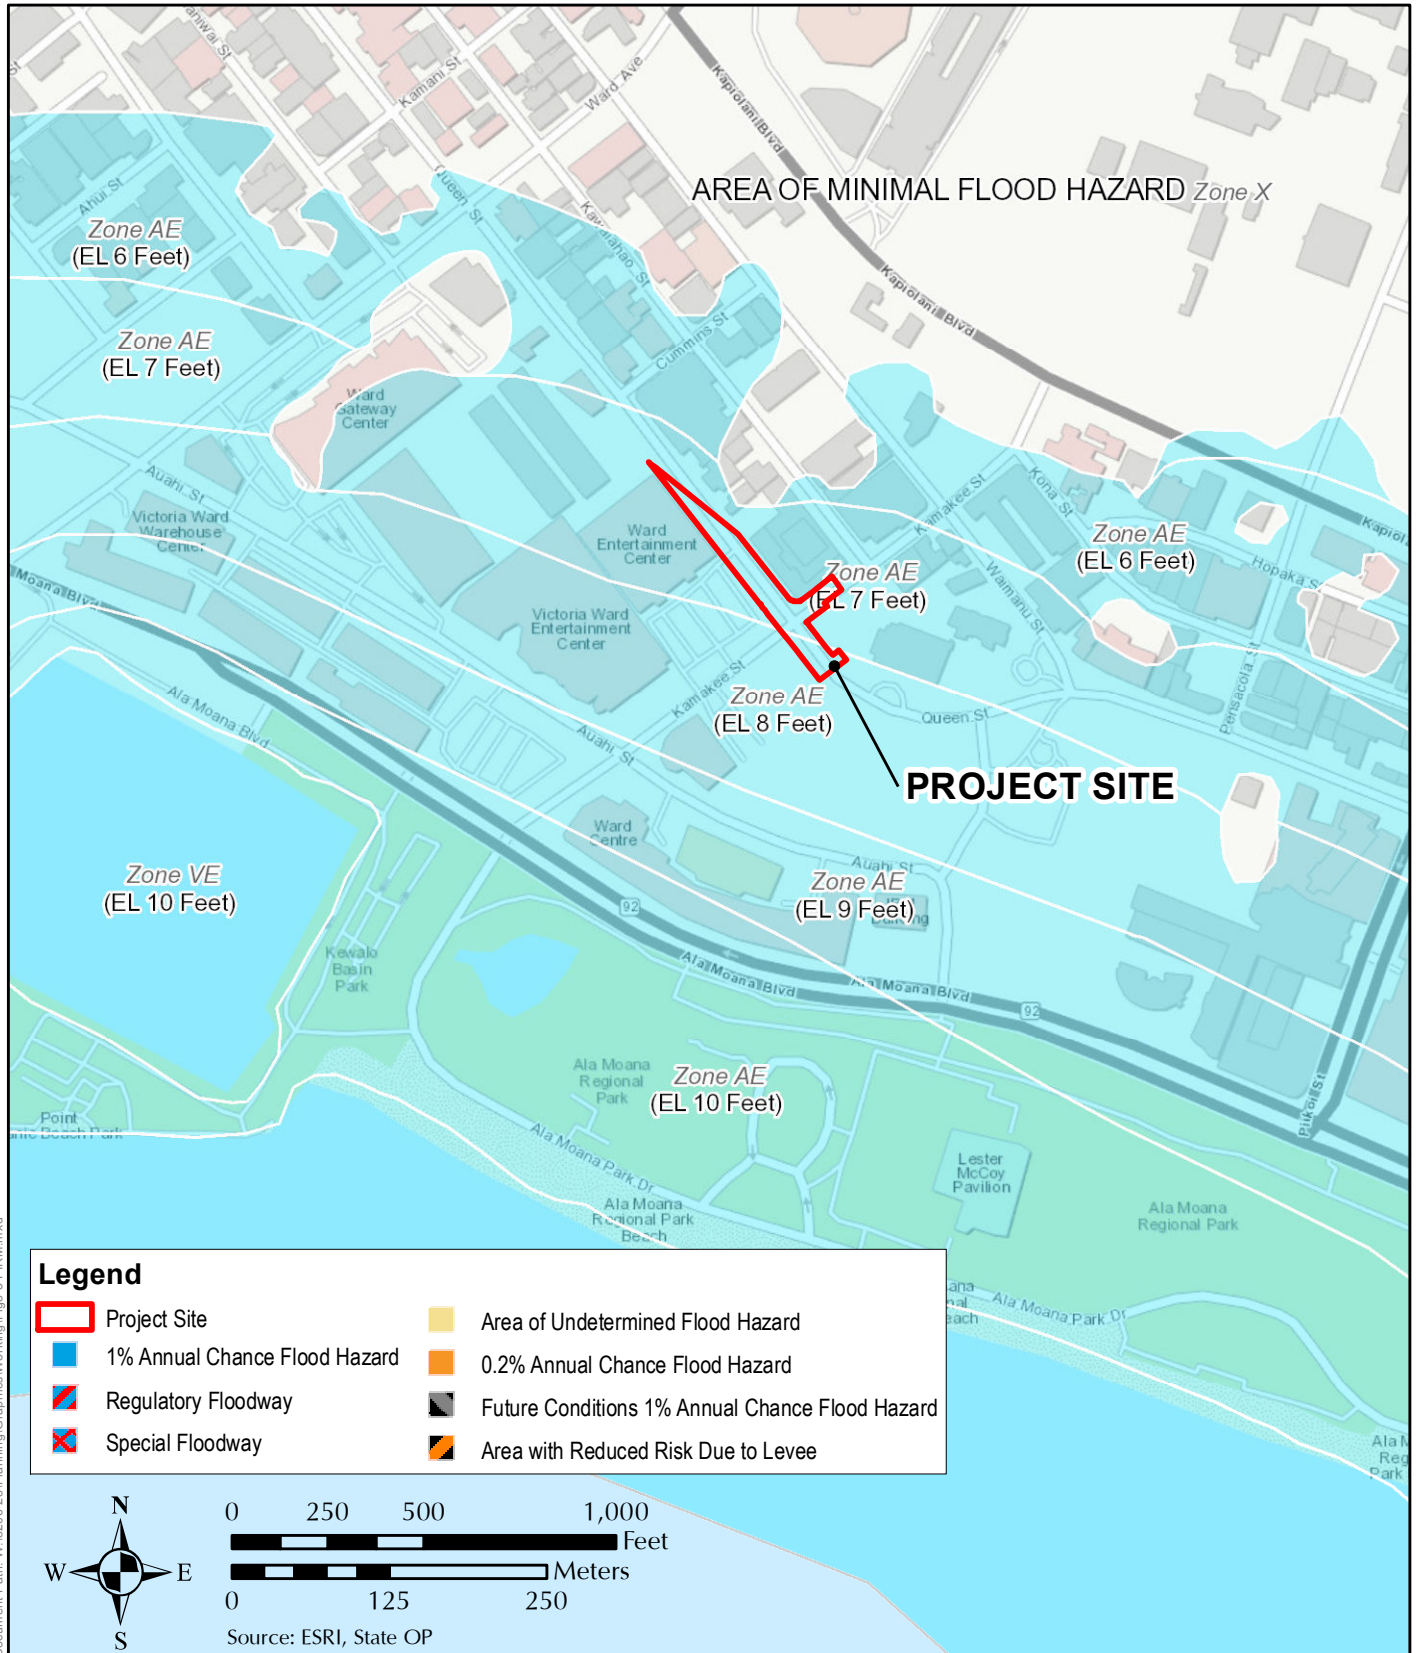 Kamani St
Ward Ave
Kapiolani Blvd
AREA OF MINIMAL FLOOD HAZARD Zone X
Ahui St
Queen St
Zone AE
(EL 6 Feet)
Kapiolani Blvd
Zone AE
(EL 7 Feet)
Cummins St
Ward
Gateway
Center
Auahi St
Victoria Ward
Warehouse
Center
Ward
Entertainment
Center
Kamakee St
Kona St
Zone AE
(EL 6 Feet)
Hopaka St
Zone AE
(EL 7 Feet)
Waimanu St
Victoria Ward
Entertainment
Center
Moana Blvd
Kamakee St
Zone AE
(EL 8 Feet)
Queen St
Pensacola St
Ala Moana Blvd
Auahi St
PROJECT SITE
Ward
Centre
Auahi St
Zone VE
(EL 10 Feet)
Zone AE
(EL 9 Feet)
92
Kewalo
Basin
Park
Ala Moana Blvd
Ala Moana Blvd
92
Ala Moana
Regional
Park
Zone AE
(EL 10 Feet)
Piikoi St
Point
Beach Park
Ala Moana Park Dr
Lester
McCoy
Pavilion
Ala Moana
Regional Park
Beach
Ala Moana
Regional Park
Ala Moana Park Dr
Legend
Project Site
1% Annual Chance Flood Hazard
Regulatory Floodway
Special Floodway
Area of Undetermined Flood Hazard
0.2% Annual Chance Flood Hazard
Future Conditions 1% Annual Chance Flood Hazard
Area with Reduced Risk Due to Levee
Park
N
W E
S
0 250 500 1,000
Feet
Meters
0 125 250
Source: ESRI, State OP